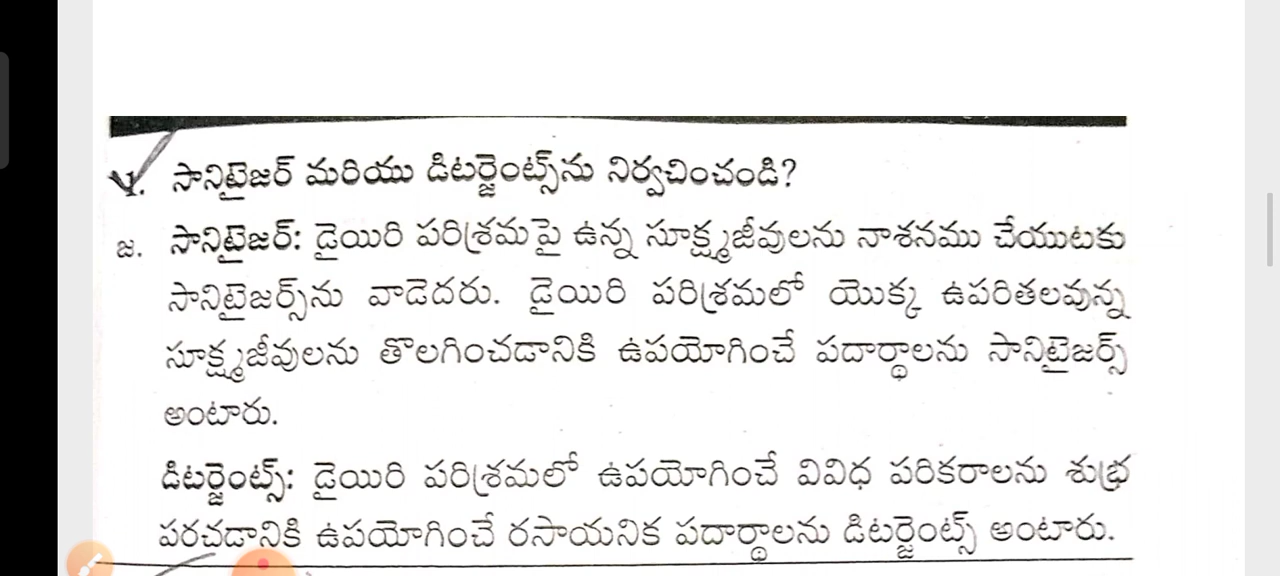 4. సానిటైజర్ మరియు డిటర్జెంట్స్‌ను నిర్వచించండి?
జ. సానిటైజర్: డైయిరి పరిశ్రమపై ఉన్న సూక్ష్మజీవులను నాశనము చేయుటకు
సానిటైజర్స్‌ను వాడెదరు. డైయిరి పరిశ్రమలో యొక్క ఉపరితలవున్న
సూక్ష్మజీవులను తొలగించడానికి ఉపయోగించే పదార్థాలను సానిటైజర్స్
అంటారు.
డిటర్జెంట్స్: డైయిరి పరిశ్రమలో ఉపయోగించే వివిధ పరికరాలను శుభ్ర
పరచడానికి ఉపయోగించే రసాయనిక పదార్థాలను డిటర్జెంట్స్ అంటారు.